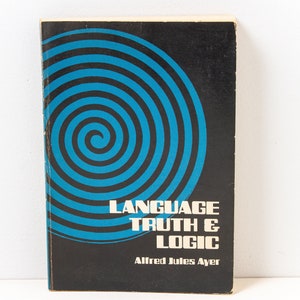 LANGUAGE
TRUTH &
LOGIC
Alfred Jules Ayer